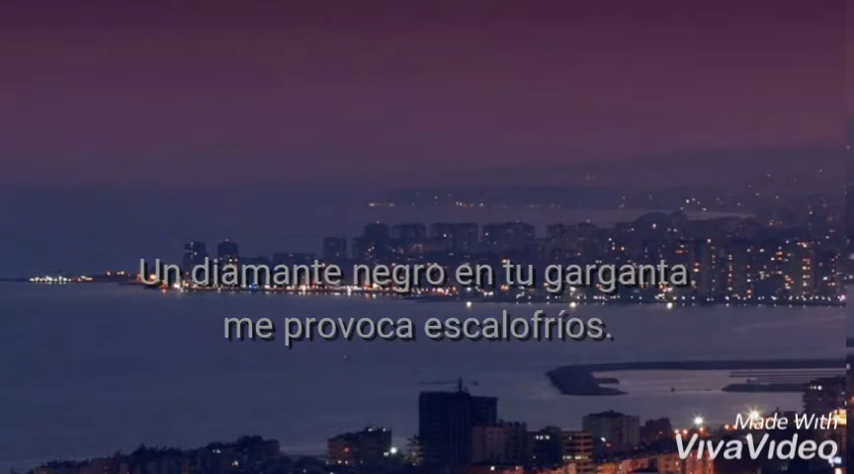 Un diamante negro en tu garganta
me provoca escalofríos.
Made With
VivaVideo